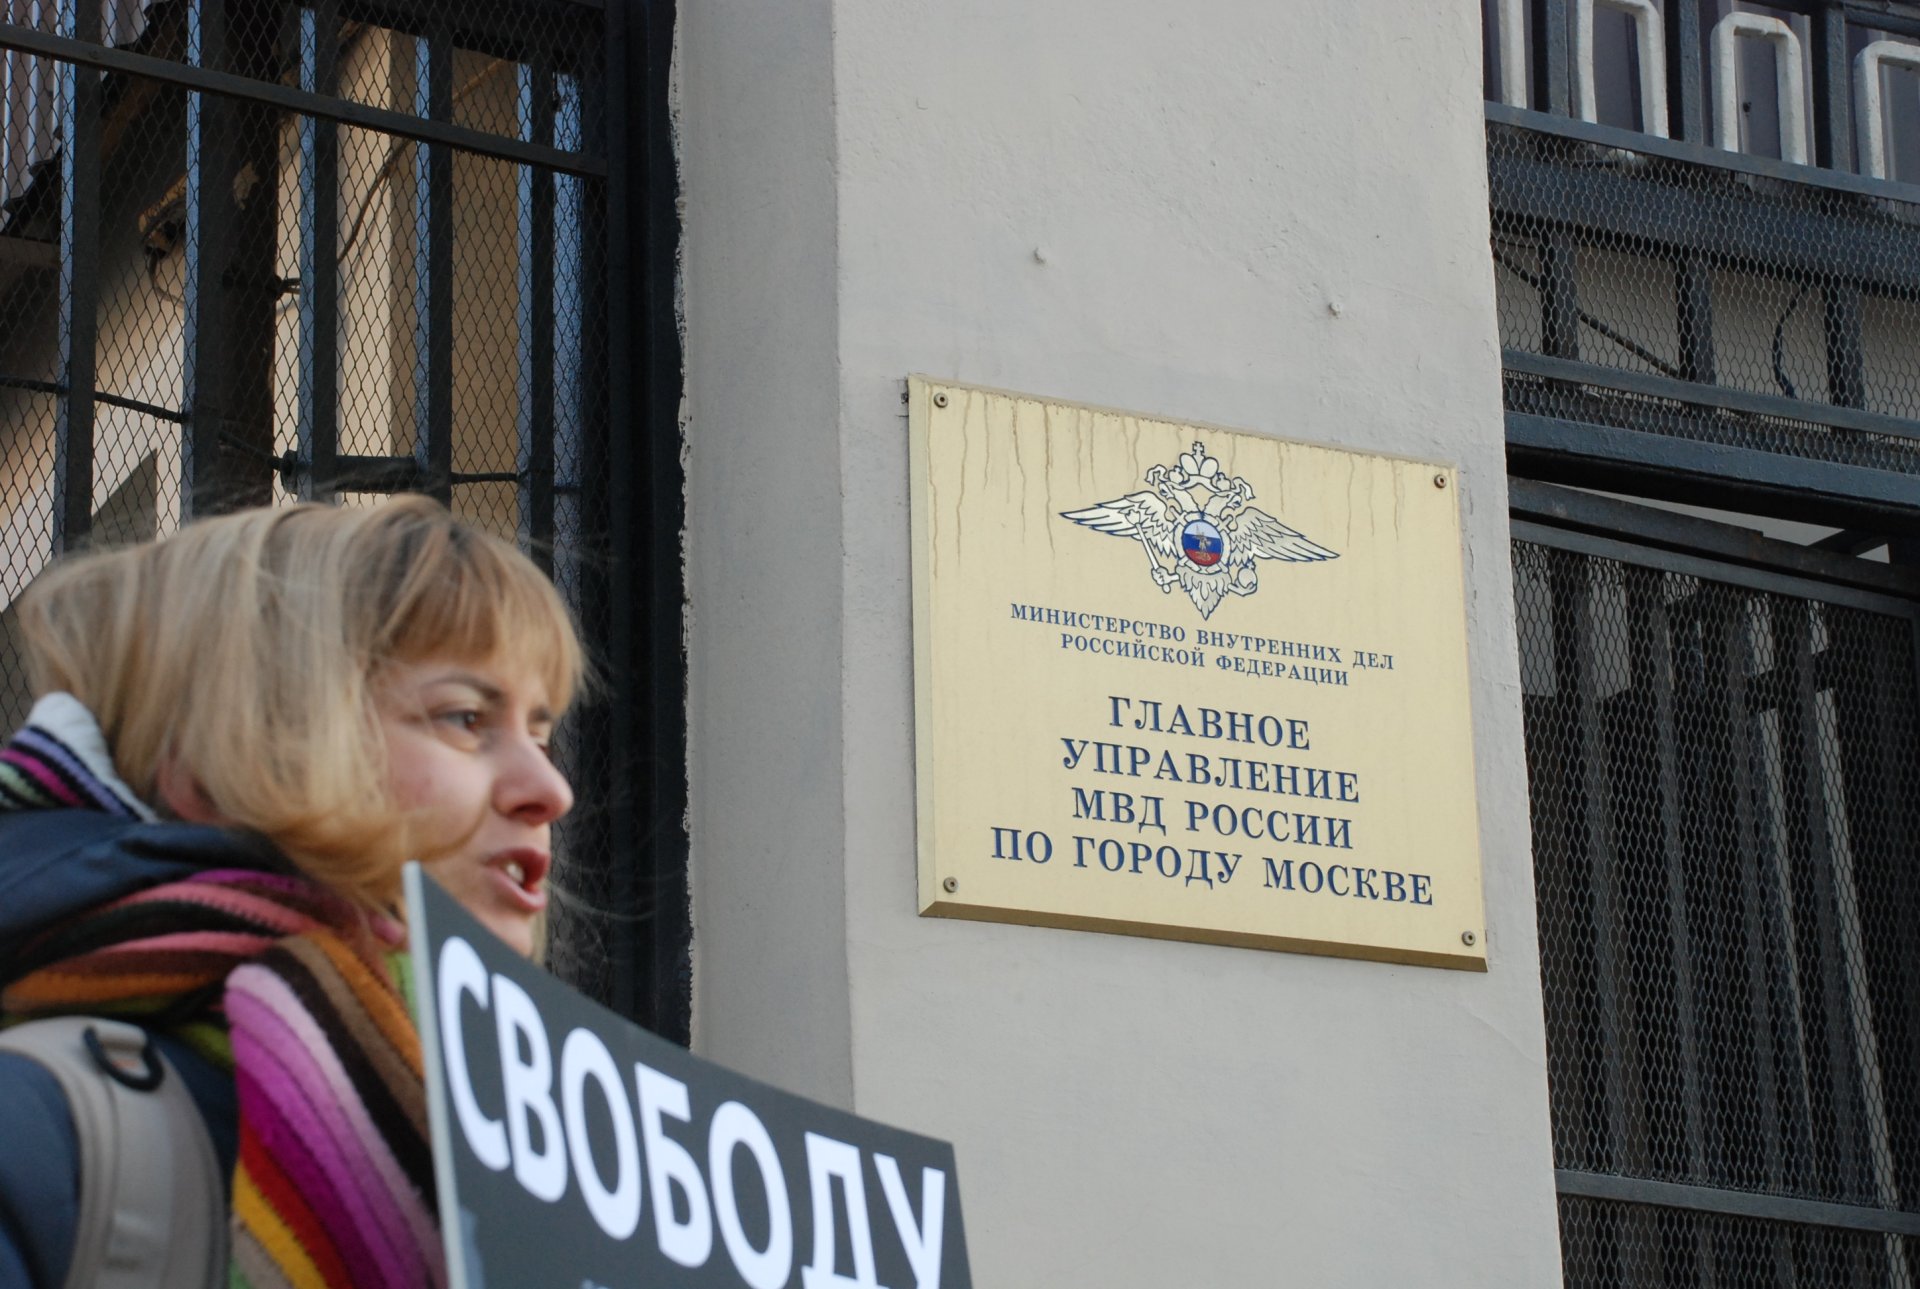 МИНИСТЕРСТВО ВНУТРЕННИХ ДЕЛ
РОССИЙСКОЙ ФЕДЕРАЦИИ
ГЛАВНОЕ
УПРАВЛЕНИЕ
МВД РОССИИ
ПО ГОРОДУ МОСКВЕ
СВОБОДУ